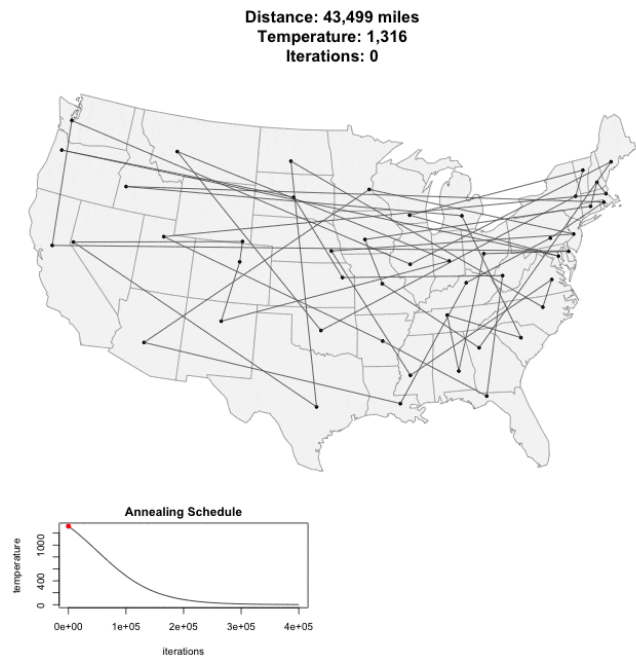 Distance: 43,499 miles
Temperature: 1,316
Iterations: 0
Annealing Schedule
temperature
1000
400
0
0e+00 1e+05 2e+05 3e+05 4e+05
iterations